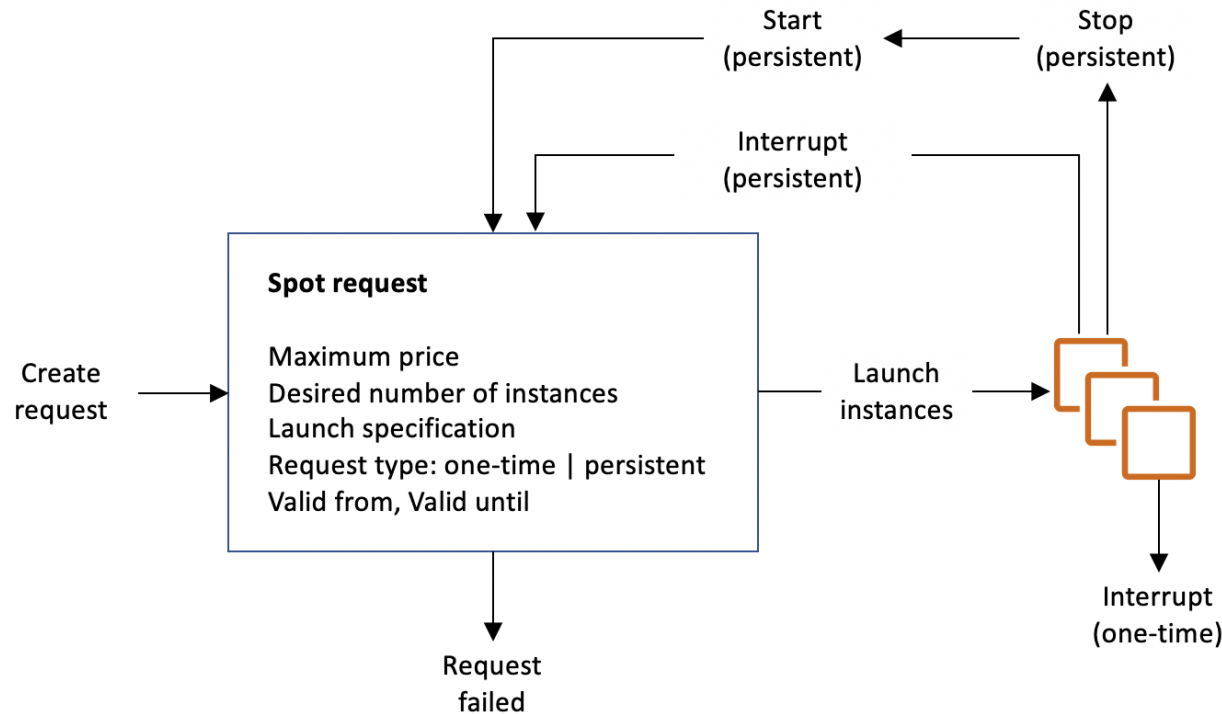 Start
(persistent)
Stop
(persistent)
Interrupt
(persistent)
Spot request
Maximum price
Desired number of instances
Launch specification
Request type: one-time | persistent
Valid from, Valid until
Create
request
Launch
instances
Interrupt
(one-time)
Request
failed